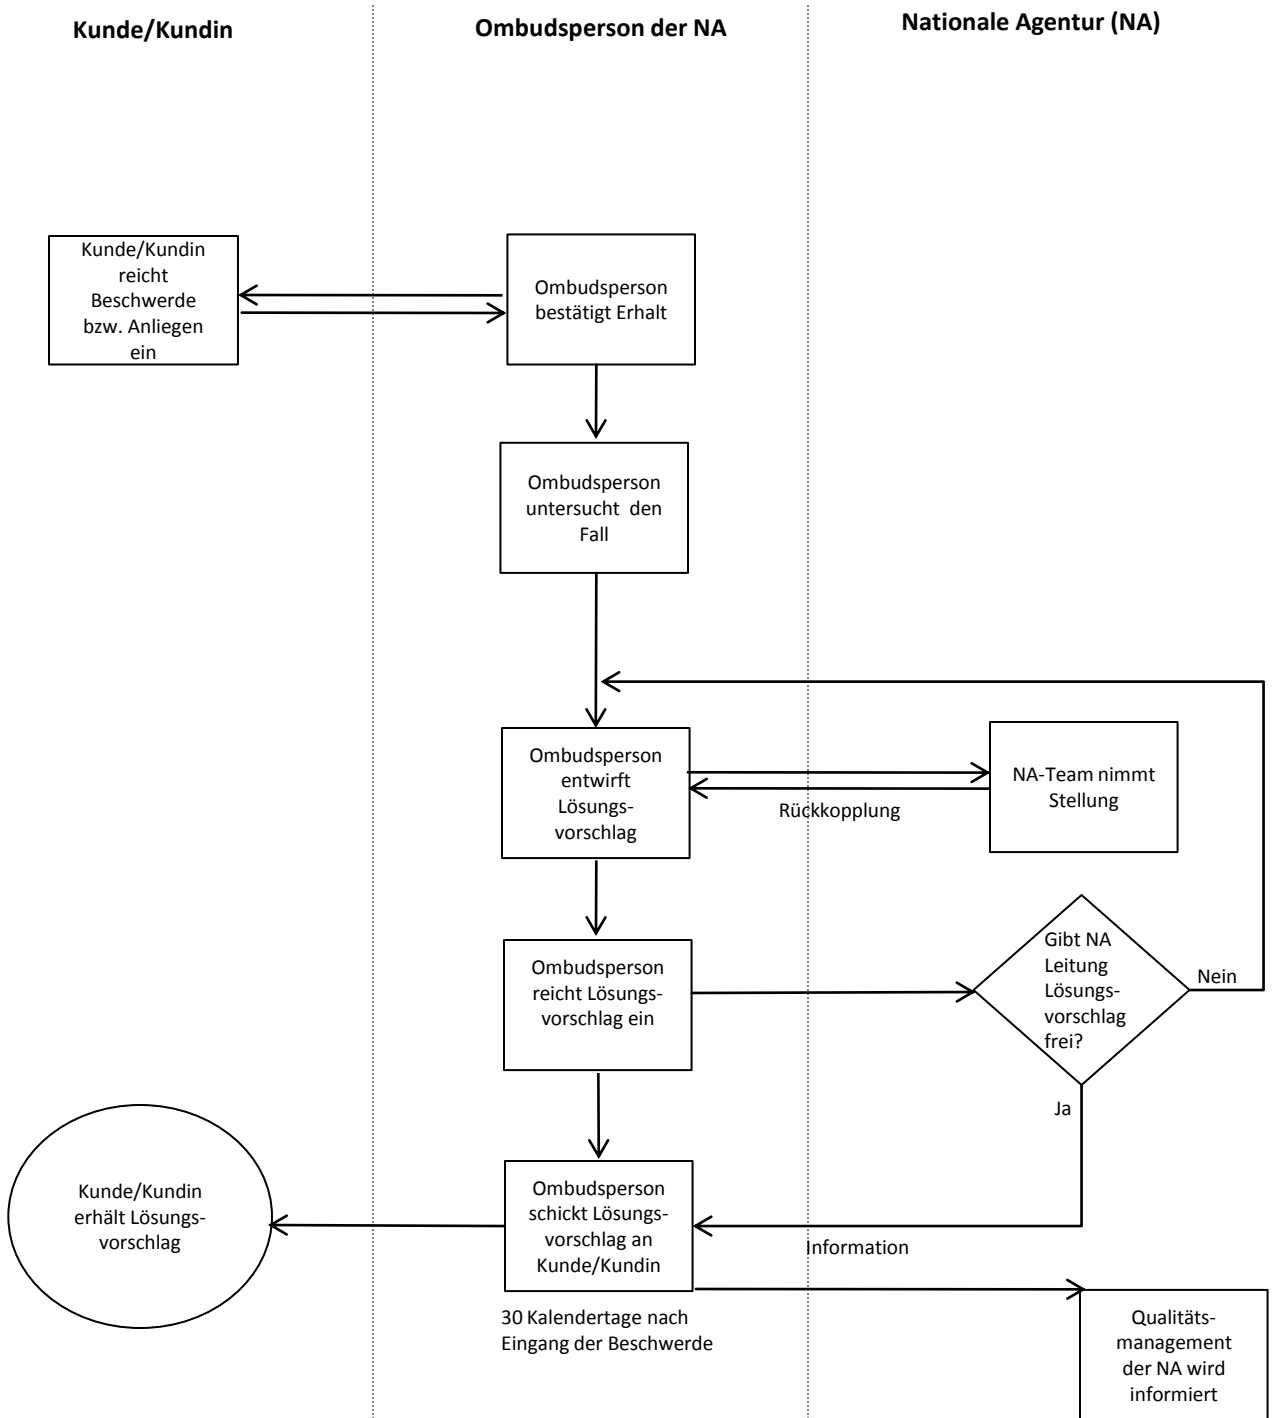 Kunde/Kundin
Ombudsperson der NA
Nationale Agentur (NA)
Kunde/Kundin
reicht
Beschwerde
bzw. Anliegen
ein
Ombudsperson
bestätigt Erhalt
Ombudsperson
untersucht den
Fall
Ombudsperson
entwirft
Lösungs-
vorschlag
Rückkopplung
NA-Team nimmt
Stellung
Ombudsperson
reicht Lösungs-
vorschlag ein
Gibt NA
Leitung
Lösungs-
vorschlag
frei?
Nein
Ja
Kunde/Kundin
erhält Lösungs-
vorschlag
Ombudsperson
schickt Lösungs-
vorschlag an
Kunde/Kundin
Information
30 Kalendertage nach
Eingang der Beschwerde
Qualitäts-
management
der NA wird
informiert